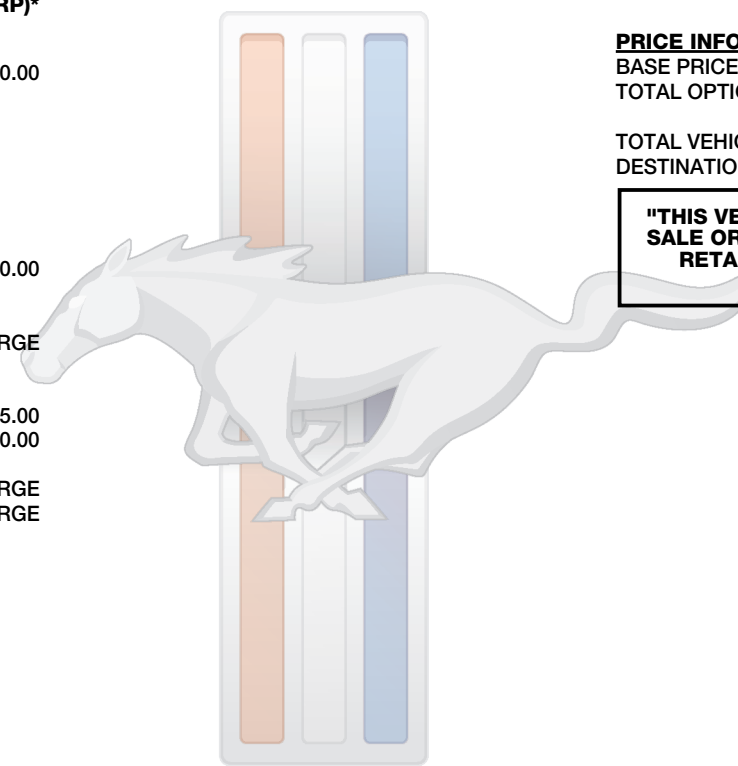 RP)*
0.00
0.00
RGE
5.00
0.00
RGE
RGE
PRICE INFO
BASE PRICE
TOTAL OPTIO
TOTAL VEHIC
DESTINATIO
"THIS VE
SALE OR
RETA